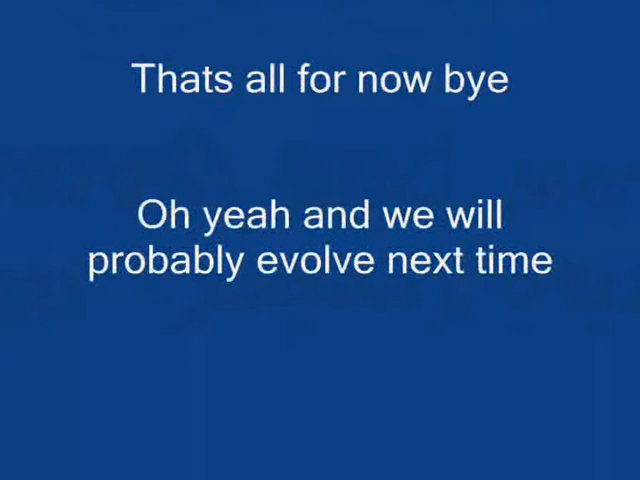 Thats all for now bye
Oh yeah and we will
probably evolve next time